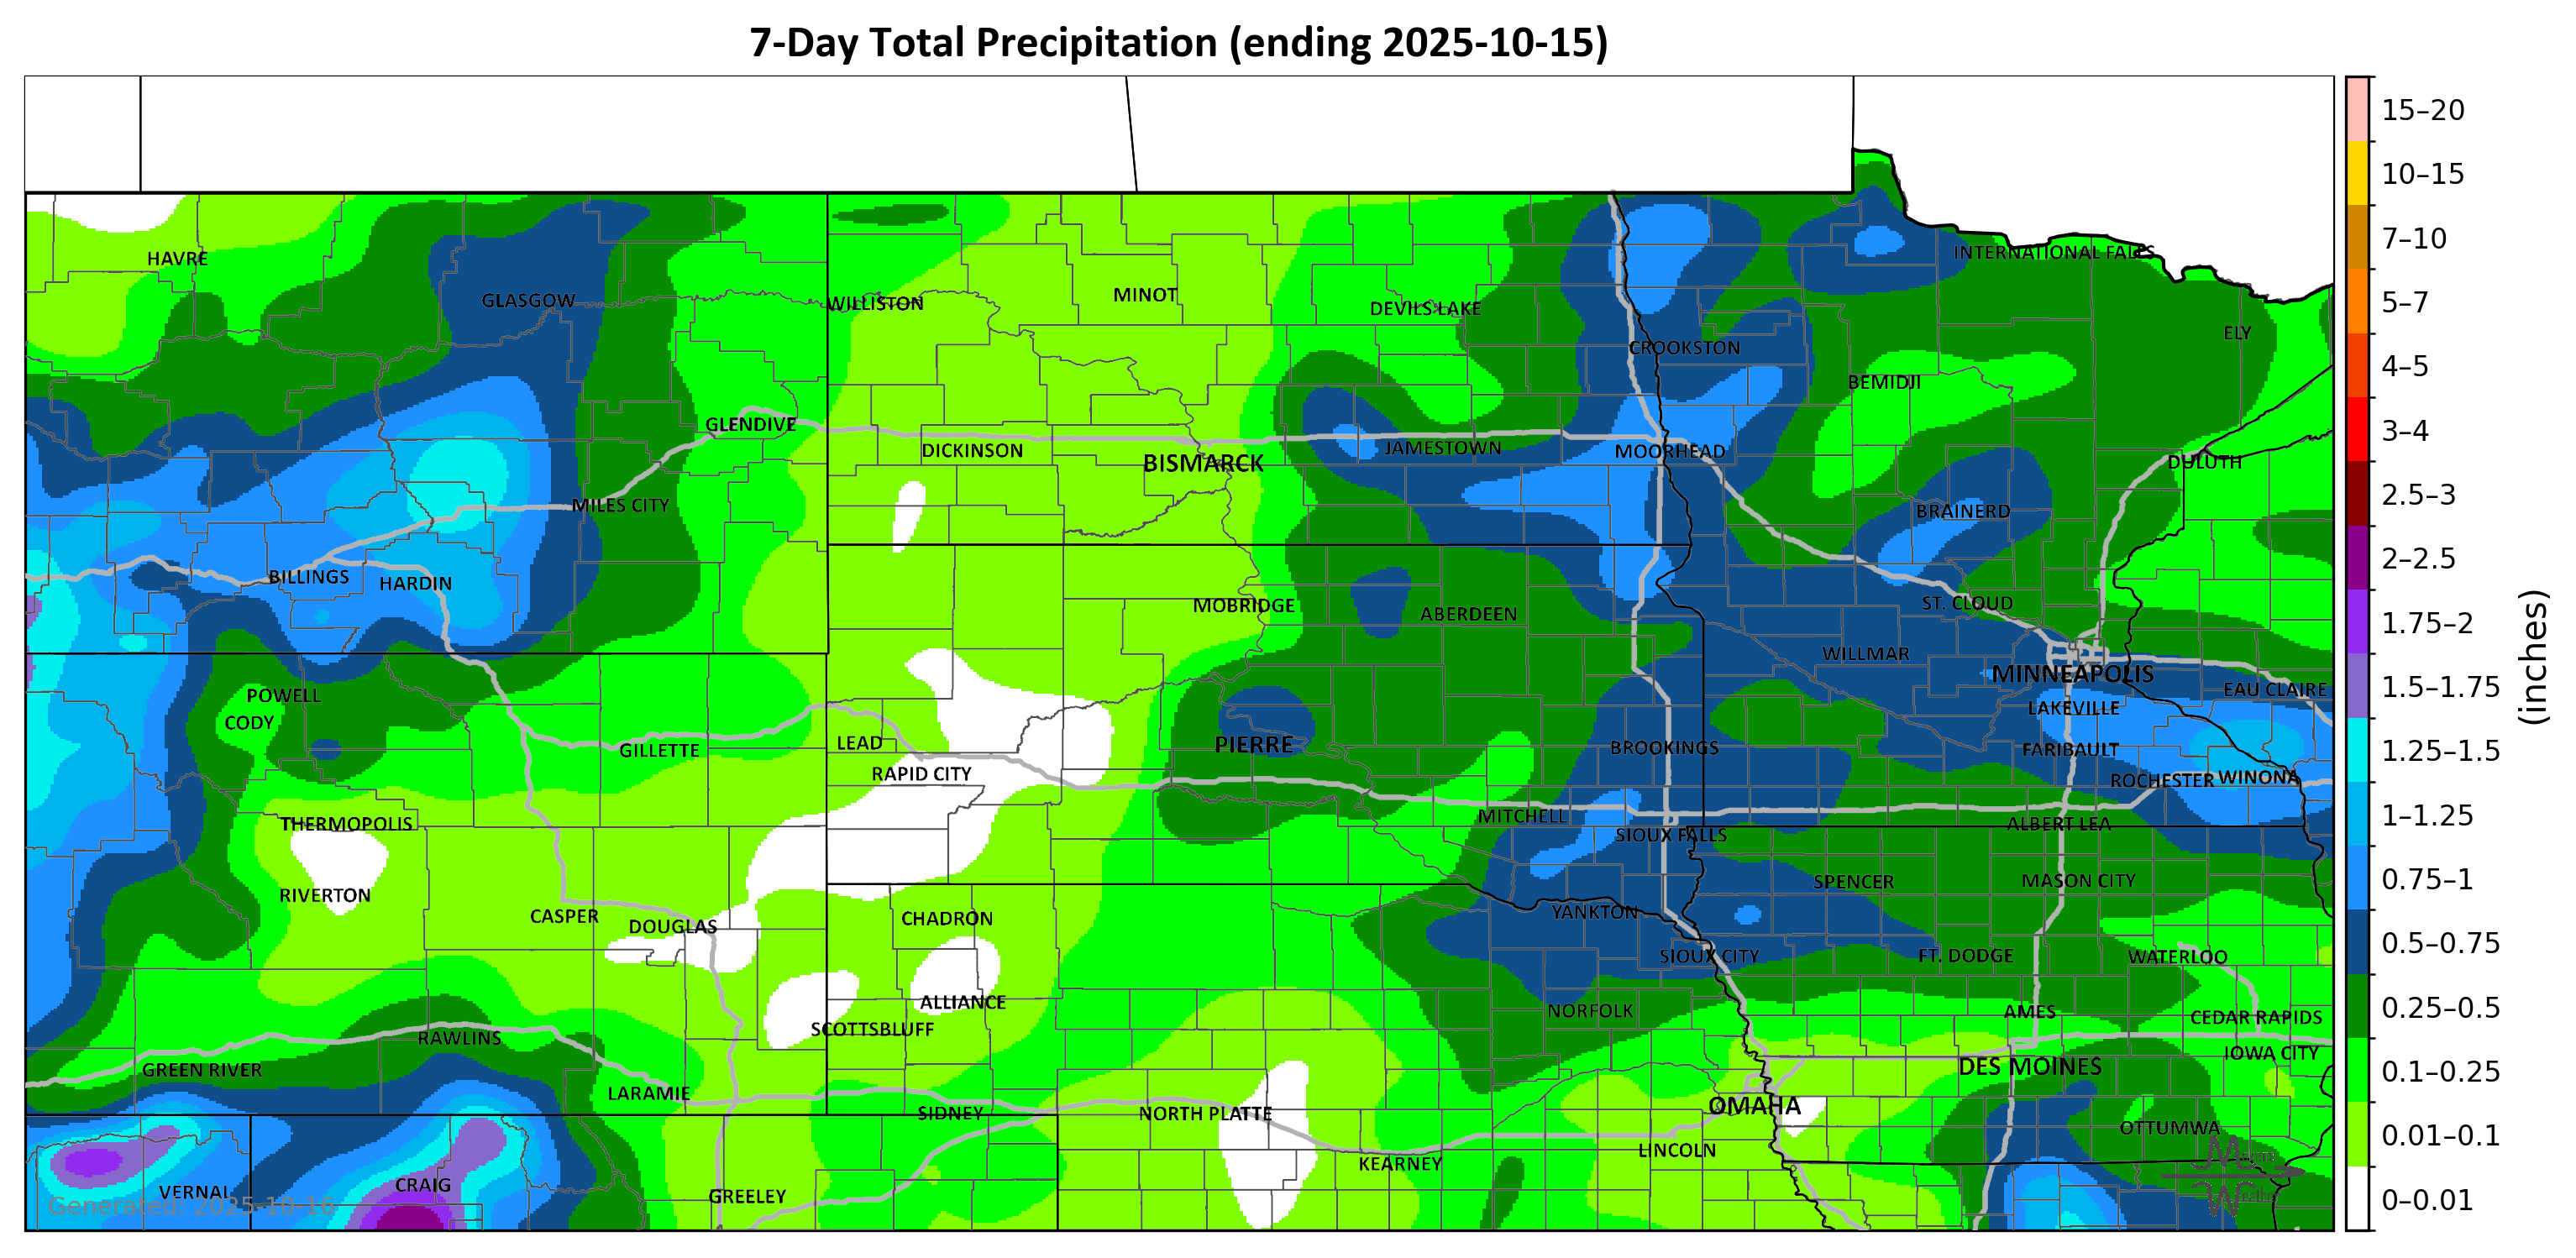 7-Day Total Precipitation (ending 2025-10-15)
15–20
10–15
7–10
5–7
4–5
3–4
2.5–3
2–2.5
1.75–2
1.5–1.75
1.25–1.5
1–1.25
0.75–1
0.5–0.75
0.25–0.5
0.1–0.25
0.01–0.1
0–0.01
(inches)
HAVRE
INTERNATIONAL FALLS
GLASGOW
WILLISTON
MINOT
DEVILS LAKE
ELY
CROOKSTON
BEMIDJI
GLENDIVE
DICKINSON
BISMARCK
JAMESTOWN
MOORHEAD
DULUTH
MILES CITY
BRAINERD
BILLINGS
HARDIN
MOBRIDGE
ABERDEEN
ST. CLOUD
WILLMAR
MINNEAPOLIS
POWELL
EAU CLAIRE
CODY
LAKEVILLE
GILLETTE
LEAD
PIERRE
BROOKINGS
FARIBAULT
RAPID CITY
ROCHESTER
WINONA
THERMOPOLIS
MITCHELL
SIOUX FALLS
ALBERT LEA
RIVERTON
SPENCER
MASON CITY
CASPER
DOUGLAS
CHADRON
YANKTON
SIOUX CITY
FT. DODGE
WATERLOO
ALLIANCE
NORFOLK
AMES
CEDAR RAPIDS
SCOTTSBLUFF
RAWLINS
IOWA CITY
GREEN RIVER
DES MOINES
LARAMIE
SIDNEY
NORTH PLATTE
OMAHA
OTTUMWA
LINCOLN
KEARNEY
VERNAL
CRAIG
GREELEY
Generated: 2025-10-16